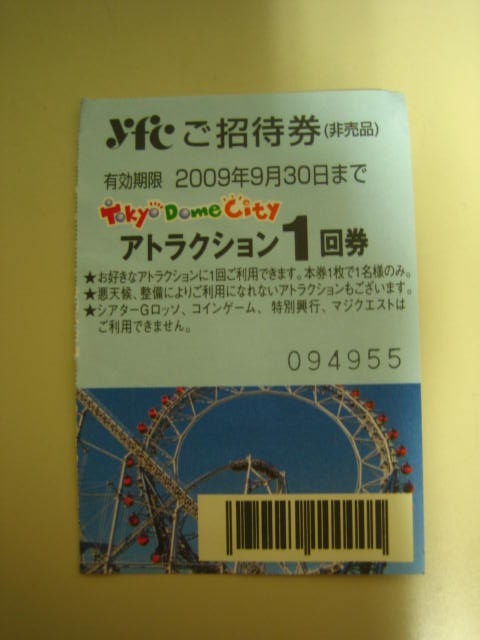 yfc ご招待券(非売品)
有効期限 2009年9月30日まで
Tokyo Dome City
アトラクション1回券
★お好きなアトラクションに1回ご利用できます。本券1枚で1名様のみ。
★悪天候、整備によりご利用になれないアトラクションもございます。
★シアターGロッソ、コインゲーム、特別興行、マジクエストは
ご利用できません。
094955